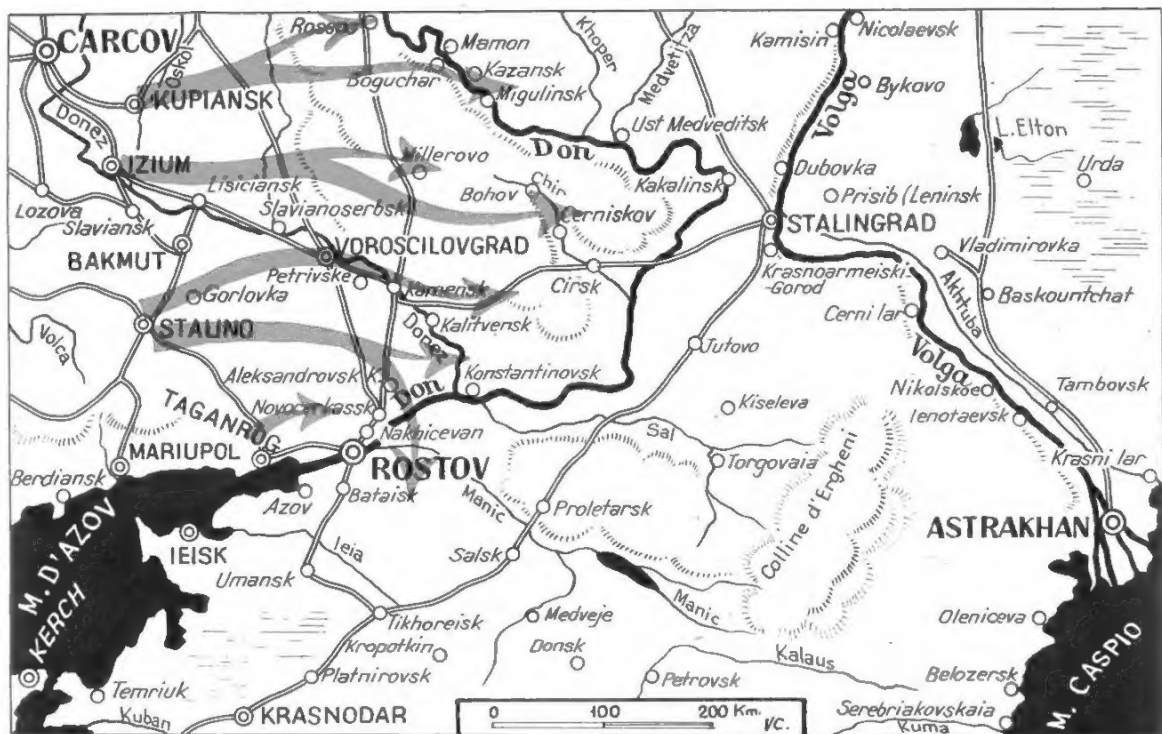 CARCOV
Rossoc
Mamon
Khoper
Medvetitza
Kamisin
Nicolaevsk
Oskol
Boguchar
Kazansk
Volga
Bykovo
KUPIANSK
Migulinsk
Donez
Ust Medveditsk
L. Elton
IZIUM
Don
Millerovo
Dubovka
Urda
Lisiciansk
Chir
Kakalinsk
Bohov
Prisib (Leninsk
Lozova
Slavianoserbsk
Cerniskov
STALINGRAD
Slaviansk
VOROSCILOVGRAD
Vladimirovka
BAKMUT
Petrivske
Krasnoarmeiski
-Gorod
Cirsk
Kamensk
Akhtuba
Baskountchat
Gorlovka
Cerni Iar
STALINO
Kalitvensk
Volca
Donez
Jutovo
Volga
Aleksandrovsk K.
Don
Konstantinovsk
Nikolskoe
Tambovsk
Novocerkassk
Kiseleva
TAGANROG
Ienotaevsk
Nakhicevan
Sal
MARIUPOL
ROSTOV
Torgovaia
Krasni Iar
Berdiansk
Bataisk
Azov
Manic
Proletarsk
Colline d'Ergheni
M. D'AZOV
ASTRAKHAN
IEISK
Ieia
Salsk
Umansk
KERCH
Manic
Tikhoreisk
Medveje
Oleniceva
Kropotkin
Donsk
Kalaus
M. CASPIO
Platnirovsk
Petrovsk
Belozersk
Temriuk
Kuban
KRASNODAR
0 100 200 Km.
VC.
Serebriakovskaia
Kuma